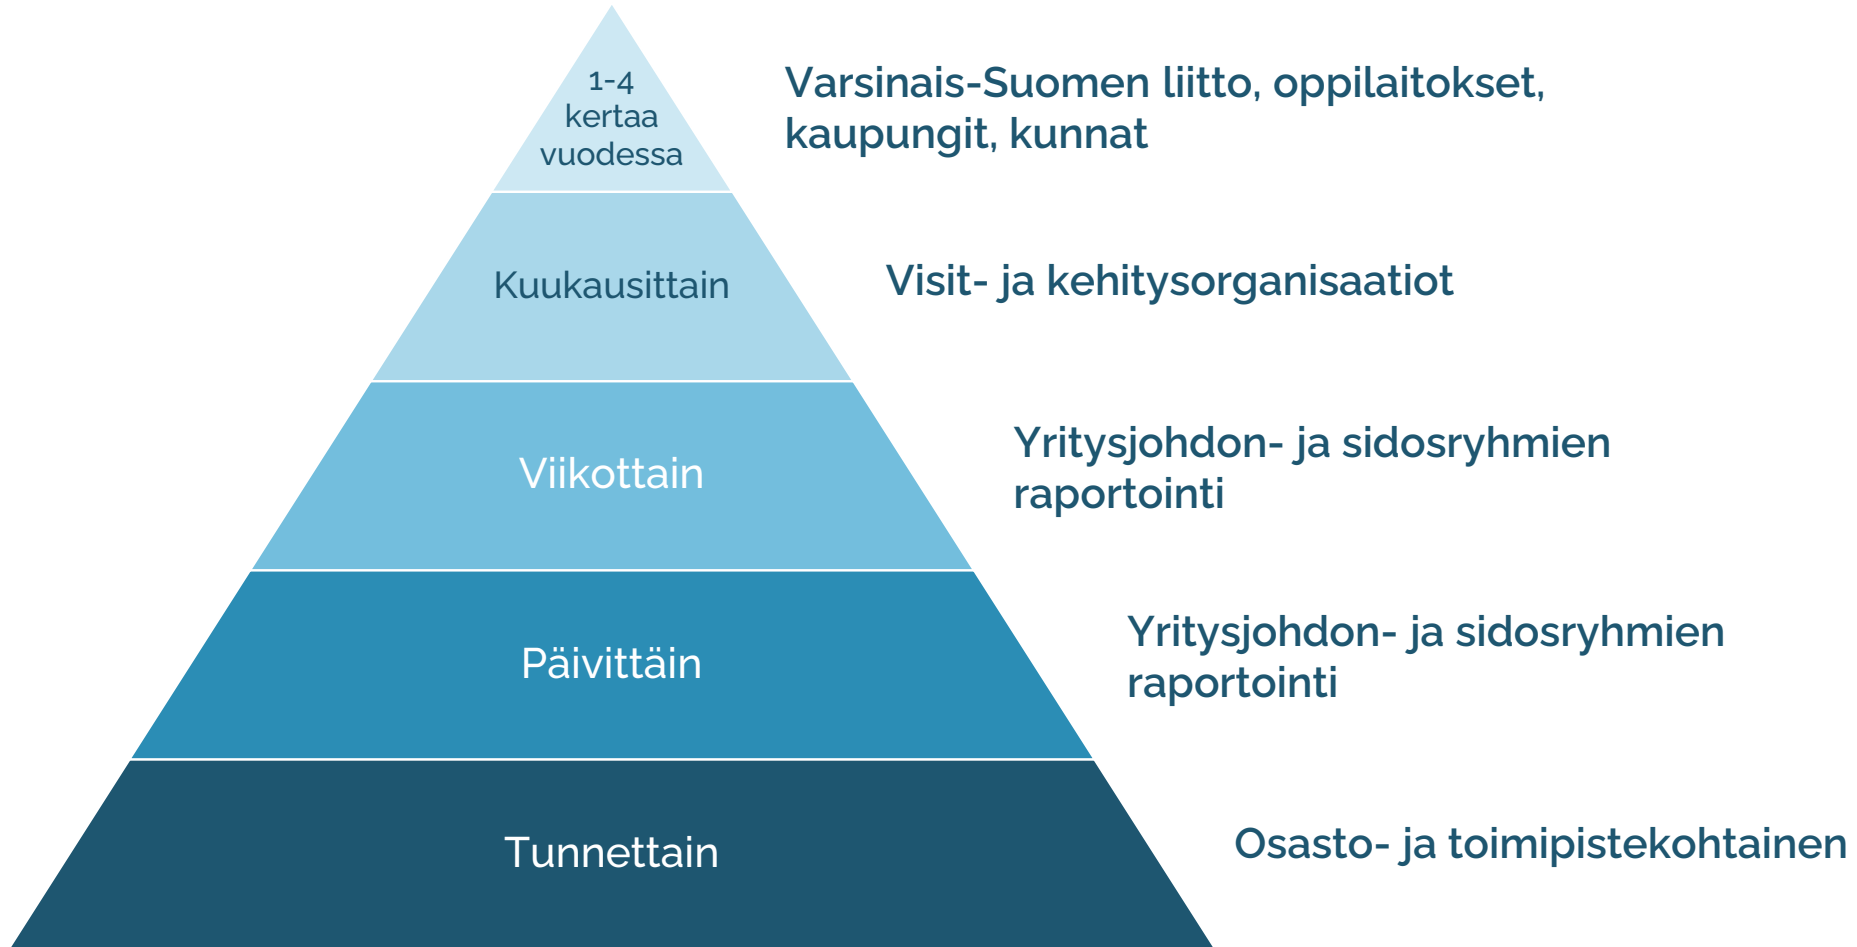 1-4
kertaa
vuodessa
Varsinais-Suomen liitto, oppilaitokset,
kaupungit, kunnat
Kuukausittain
Visit- ja kehitysorganisaatiot
Viikottain
Yritysjohdon- ja sidosryhmien
raportointi
Päivittäin
Yritysjohdon- ja sidosryhmien
raportointi
Tunnettain
Osasto- ja toimipistekohtainen